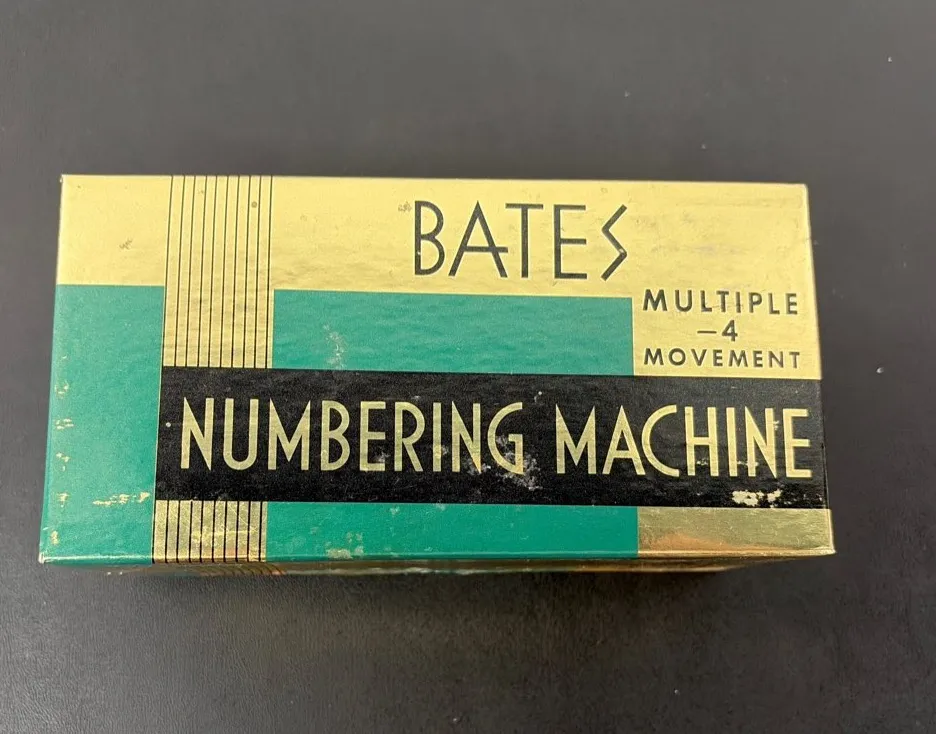 BATES
MULTIPLE
–4
MOVEMENT
NUMBERING MACHINE